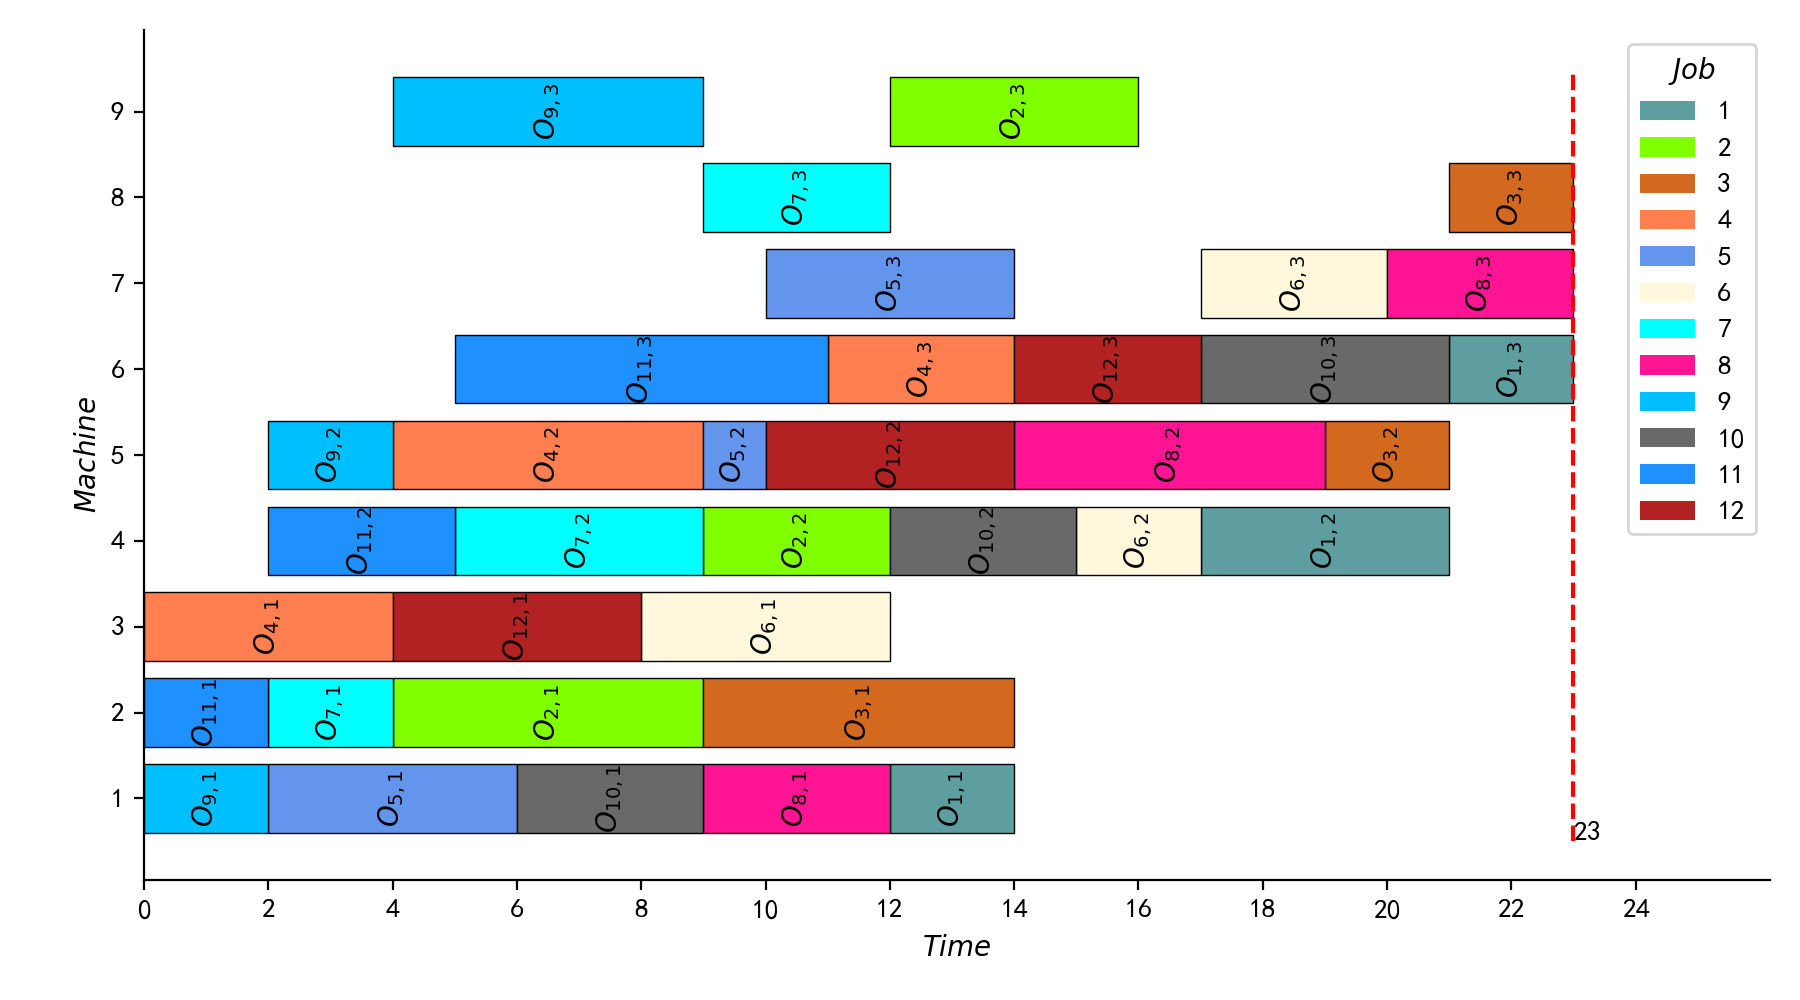 Machine
9
8
7
6
5
4
3
2
1
O9,3
O2,3
O7,3
O3,3
O5,3
O6,3
O8,3
O11,3
O4,3
O12,3
O10,3
O1,3
O9,2
O4,2
O5,2
O12,2
O8,2
O3,2
O11,2
O7,2
O2,2
O10,2
O6,2
O1,2
O4,1
O12,1
O6,1
O11,1
O7,1
O2,1
O3,1
O9,1
O5,1
O10,1
O8,1
O1,1
23
0 2 4 6 8 10 12 14 16 18 20 22 24
Time
Job
1
2
3
4
5
6
7
8
9
10
11
12